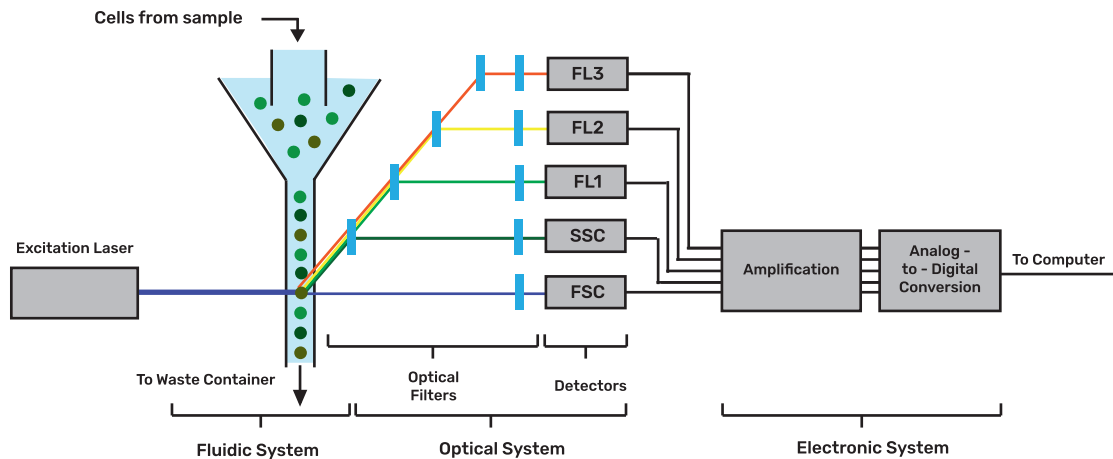 Cells from sample
FL3
FL2
FL1
SSC
FSC
Excitation Laser
Amplification
Analog -
to - Digital
Conversion
To Computer
To Waste Container
Optical
Filters
Detectors
Fluidic System
Optical System
Electronic System